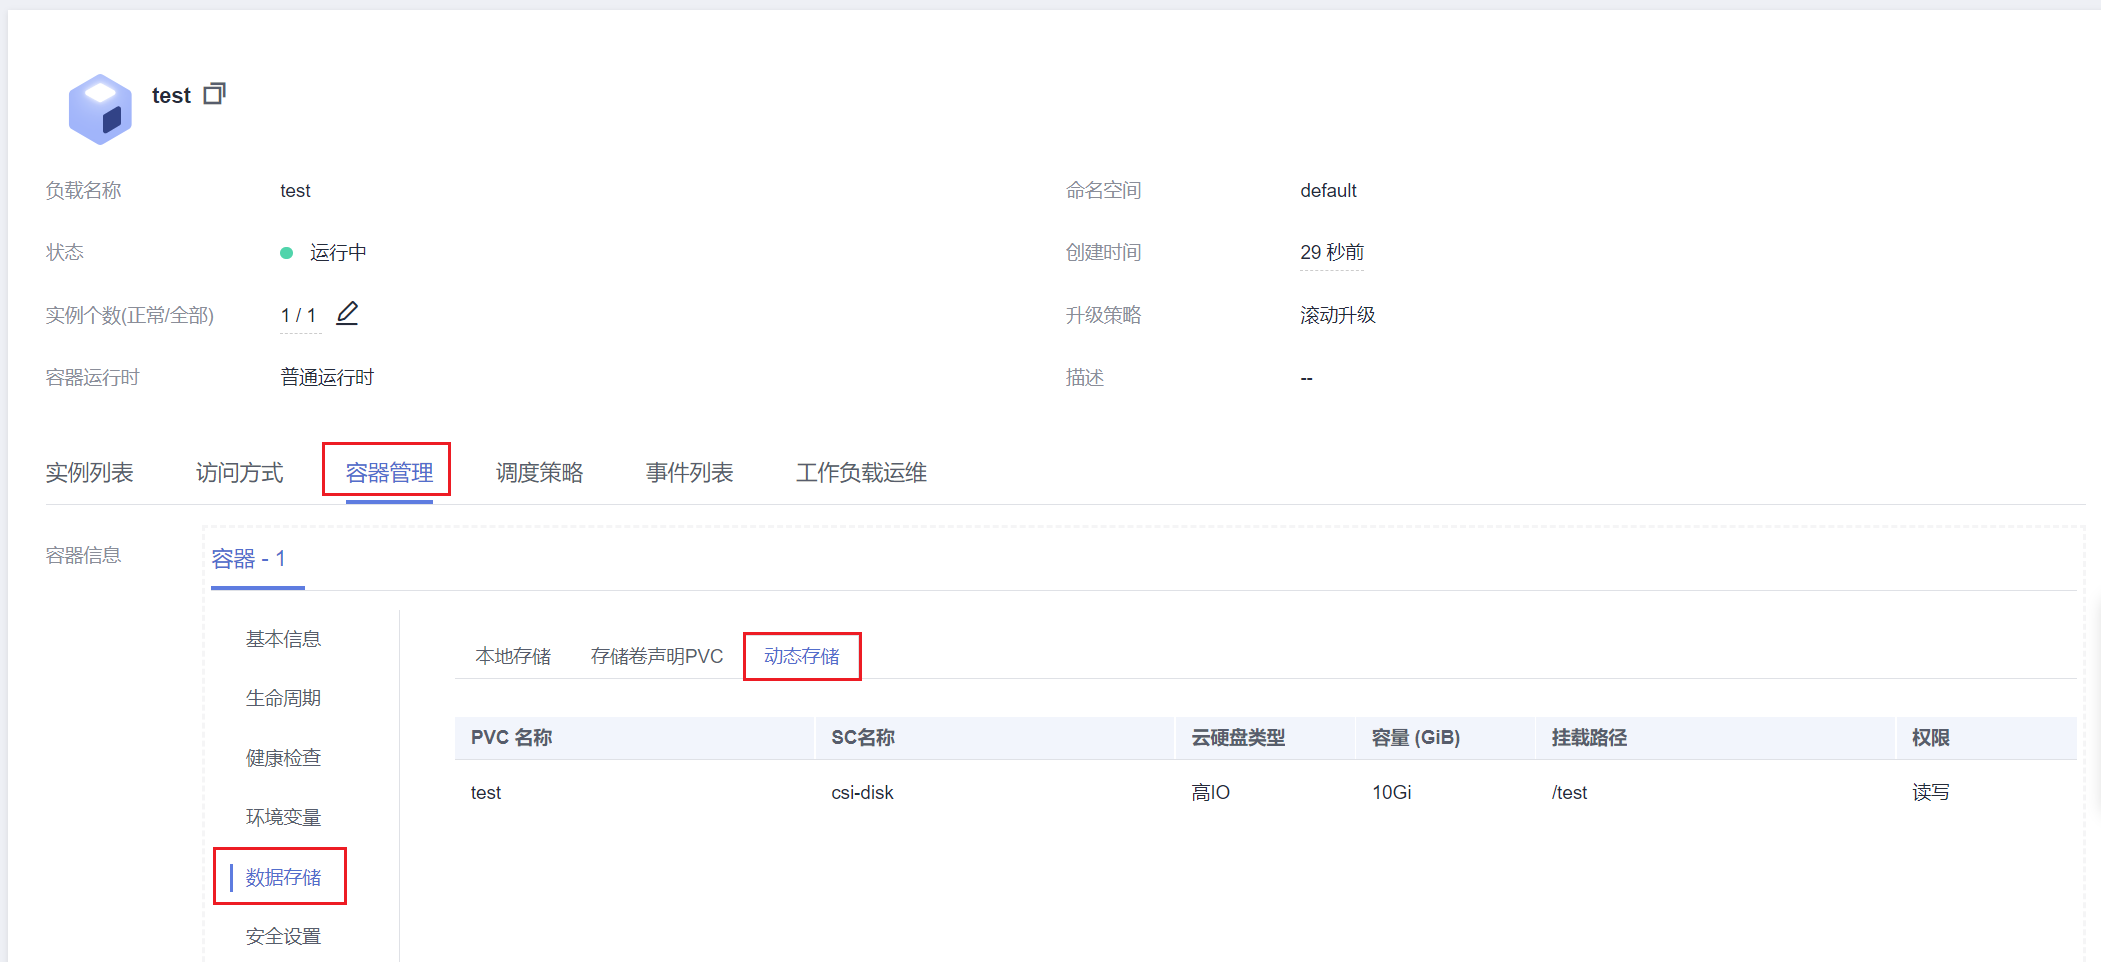 test
负载名称 test 命名空间 default
状态 运行中 创建时间 29 秒前
实例个数(正常/全部) 1 / 1 升级策略 滚动升级
容器运行时 普通运行时 描述 --
实例列表 访问方式 容器管理 调度策略 事件列表 工作负载运维
容器信息 容器 - 1
基本信息
生命周期
健康检查
环境变量
数据存储
安全设置
本地存储 存储卷声明PVC 动态存储
PVC 名称 SC名称 云硬盘类型 容量 (GiB) 挂载路径 权限
test csi-disk 高IO 10Gi /test 读写